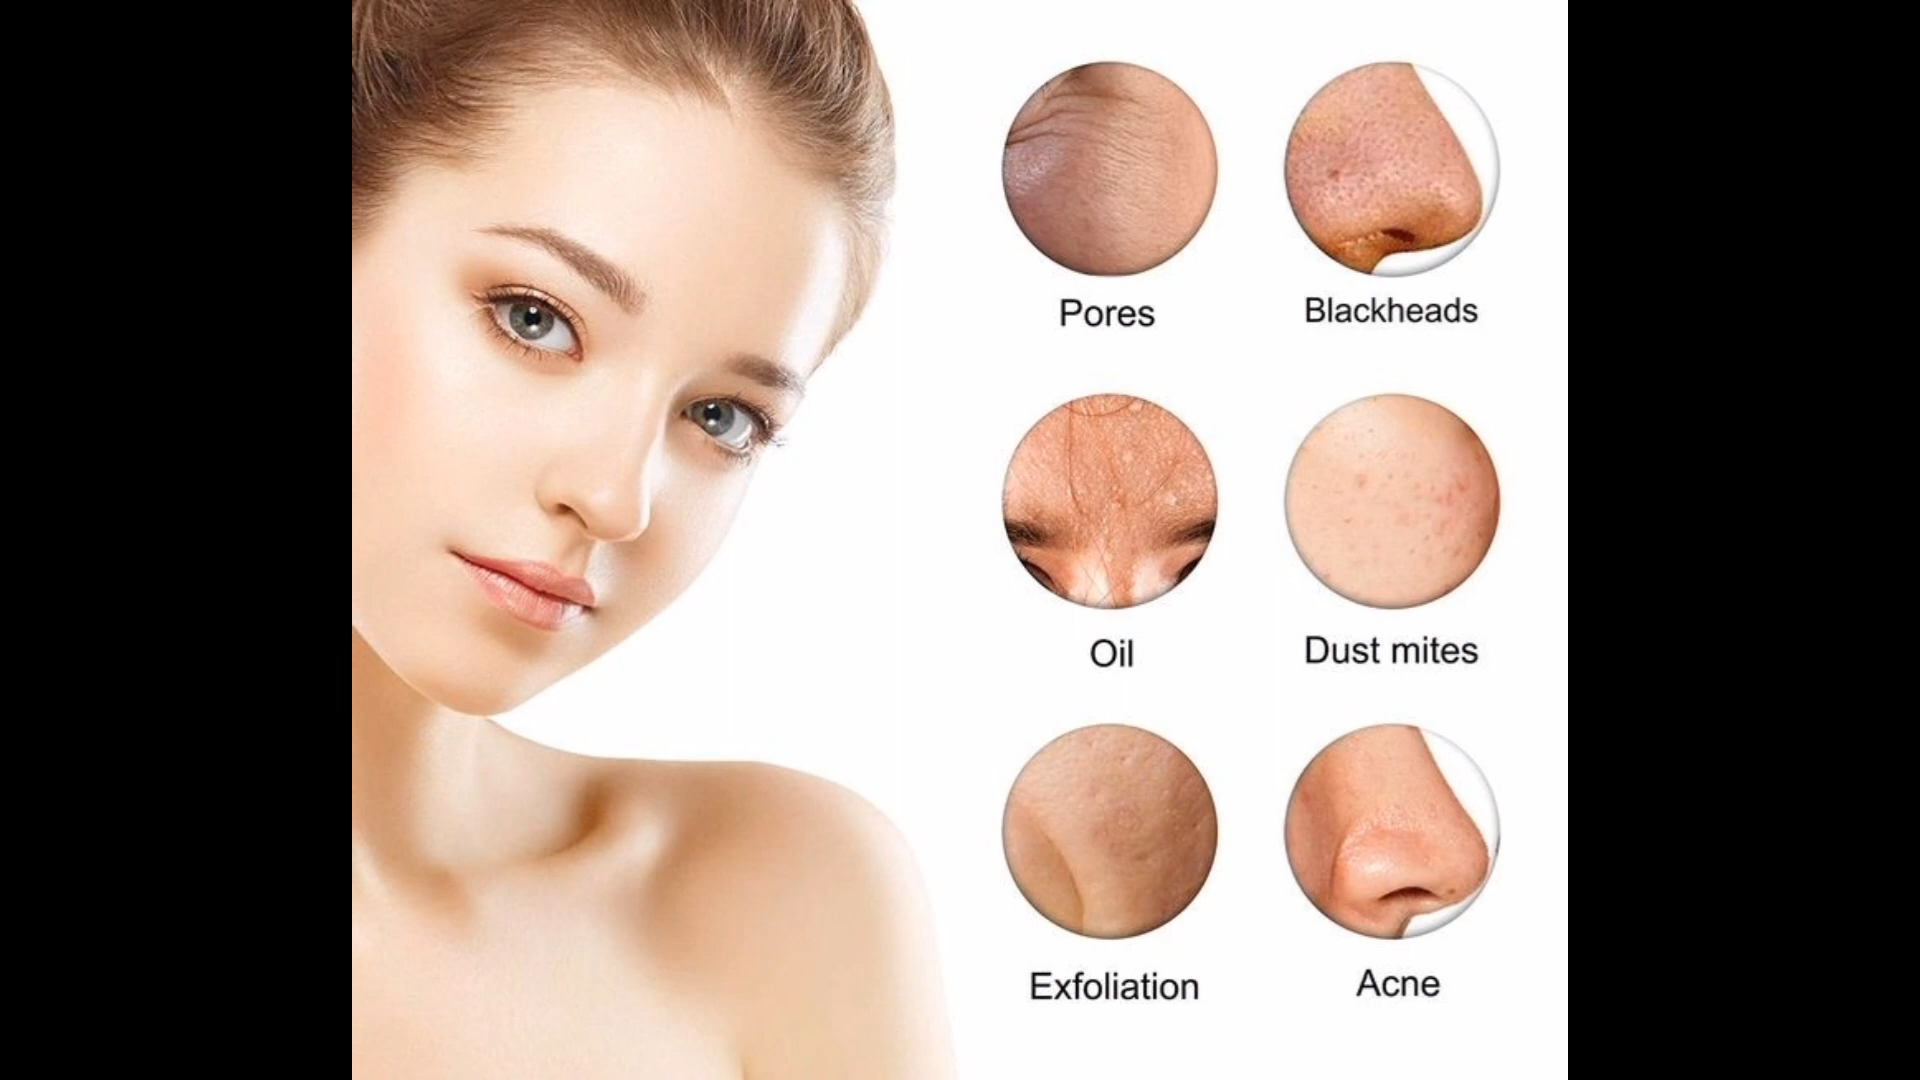 Pores
Blackheads
Oil
Dust mites
Exfoliation
Acne